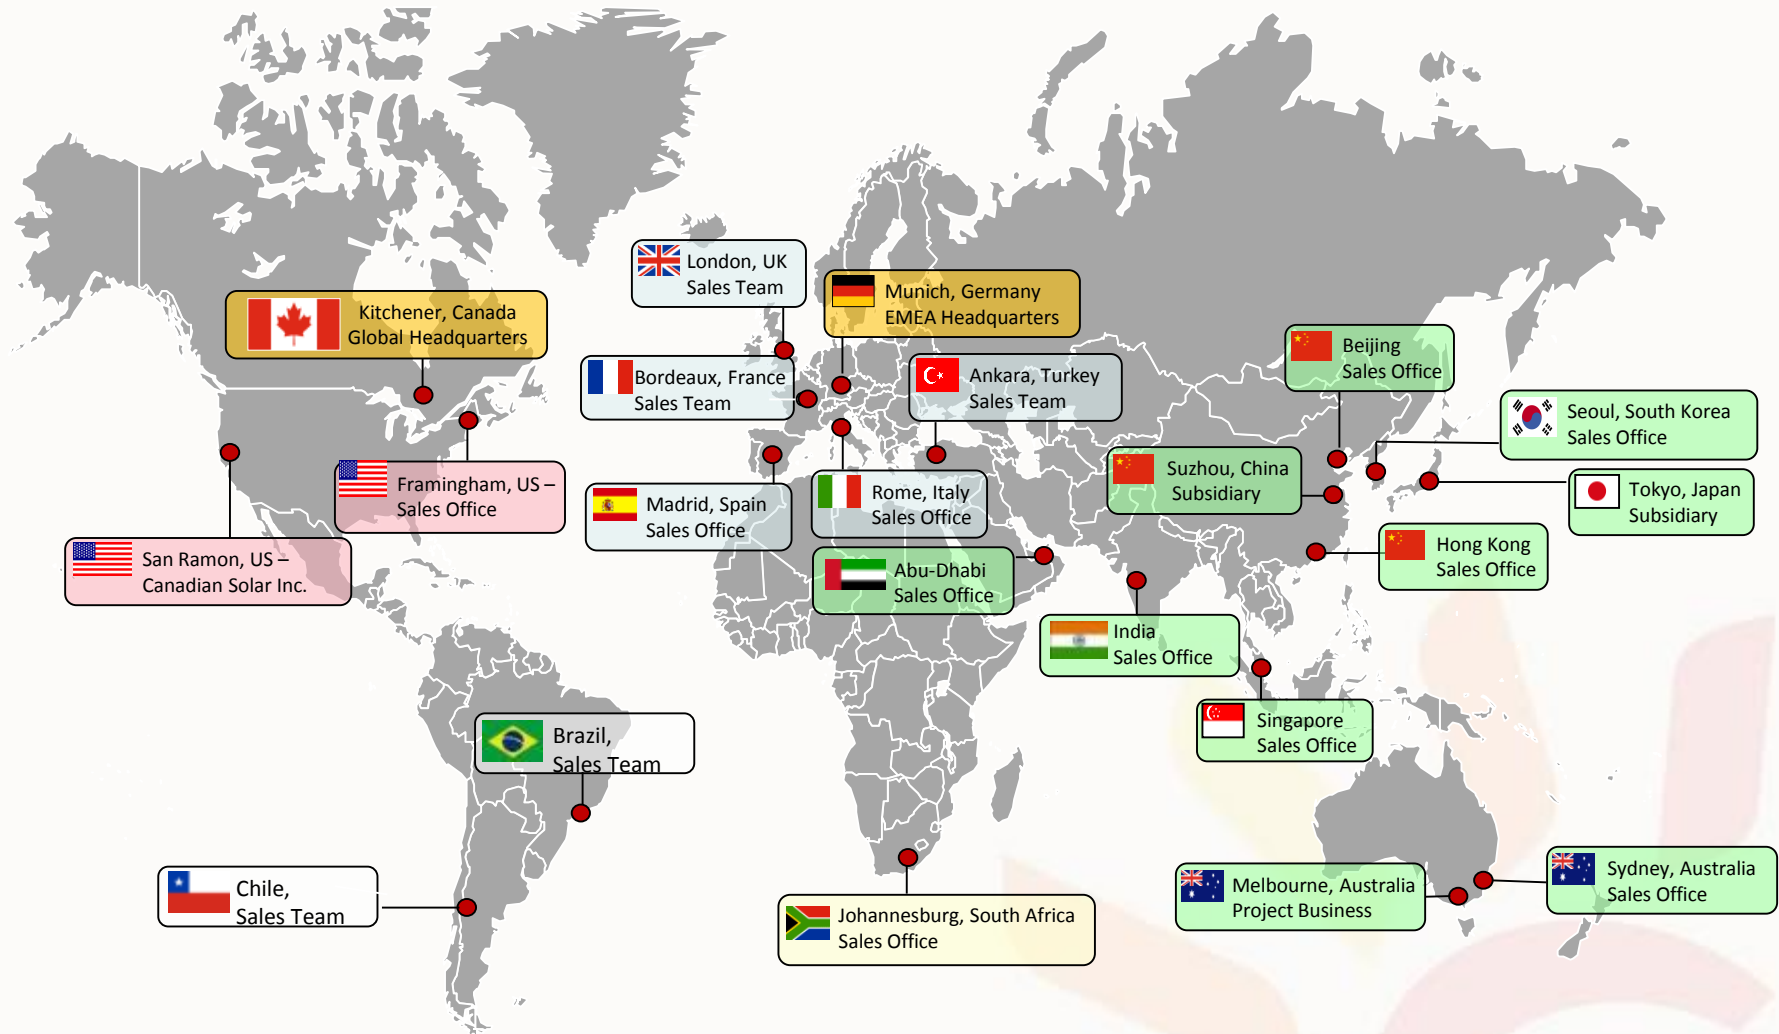 London, UK
Sales Team
Munich, Germany
EMEA Headquarters
Kitchener, Canada
Global Headquarters
Bordeaux, France
Sales Team
Ankara, Turkey
Sales Team
Beijing
Sales Office
Seoul, South Korea
Sales Office
Framingham, US –
Sales Office
Madrid, Spain
Sales Office
Rome, Italy
Sales Office
Suzhou, China
Subsidiary
Tokyo, Japan
Subsidiary
San Ramon, US –
Canadian Solar Inc.
Abu-Dhabi
Sales Office
Hong Kong
Sales Office
India
Sales Office
Singapore
Sales Office
Brazil,
Sales Team
Chile,
Sales Team
Johannesburg, South Africa
Sales Office
Melbourne, Australia
Project Business
Sydney, Australia
Sales Office